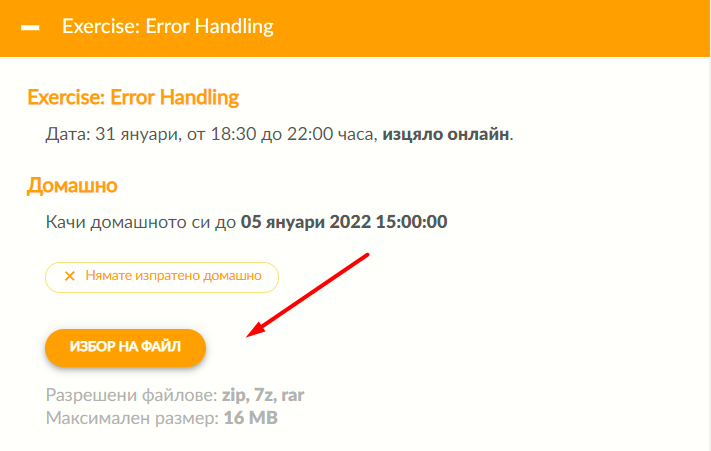 Exercise: Error Handling
Exercise: Error Handling
Дата: 31 януари, от 18:30 до 22:00 часа, изцяло онлайн.
Домашно
Качи домашното си до 05 януари 2022 15:00:00
✕ Нямате изпратено домашно
ИЗБОР НА ФАЙЛ
Разрешени файлове: zip, 7z, rar
Максимален размер: 16 MB